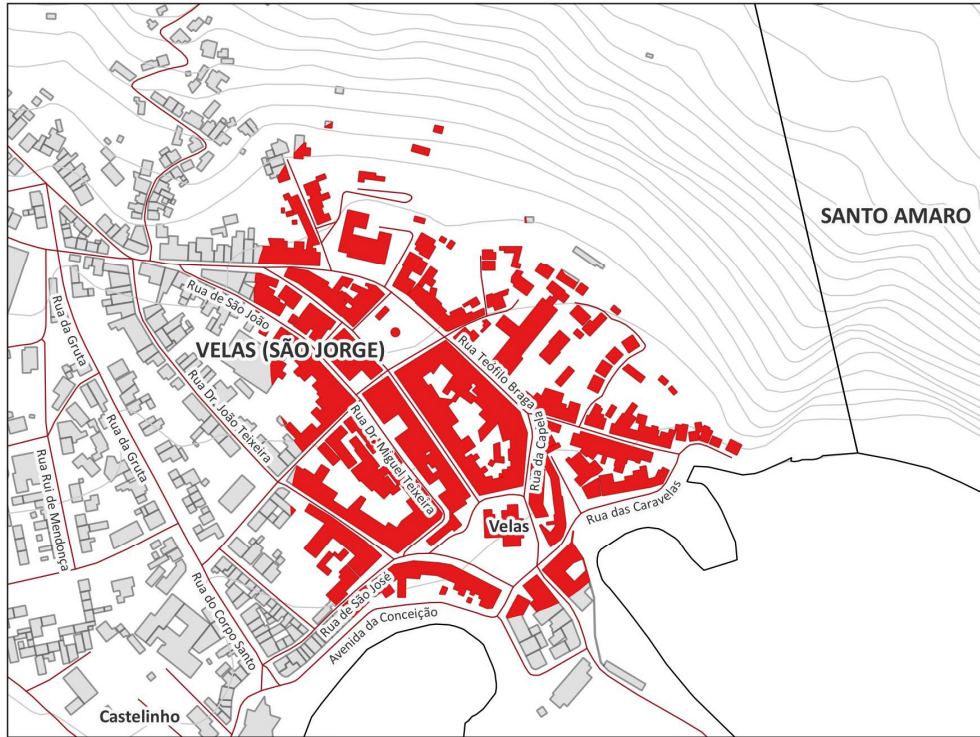 SANTO AMARO
Rua de São João
Rua da Gruta
VELAS (SÃO JORGE)
Rua Teófilo Braga
Rua Dr. João Teixeira
Rua da Gruta
Rua Dr. Miguel Teixeira
Rua da Capela
Rua Rui de Mendonça
Velas
Rua das Caravelas
Rua do Corpo Santo
Rua de São José
Avenida da Conceição
Castelinho